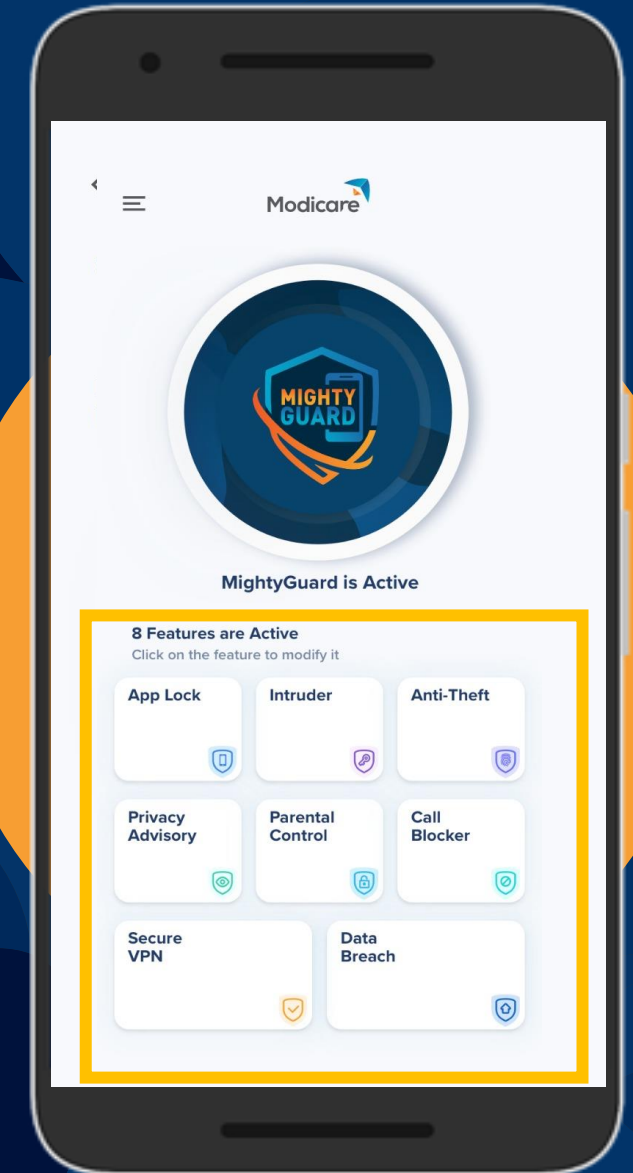 Modicare
MIGHTY
GUARD
MightyGuard is Active
8 Features are Active
Click on the feature to modify it
App Lock
Intruder
Anti-Theft
Privacy
Advisory
Parental
Control
Call
Blocker
Secure
VPN
Data
Breach